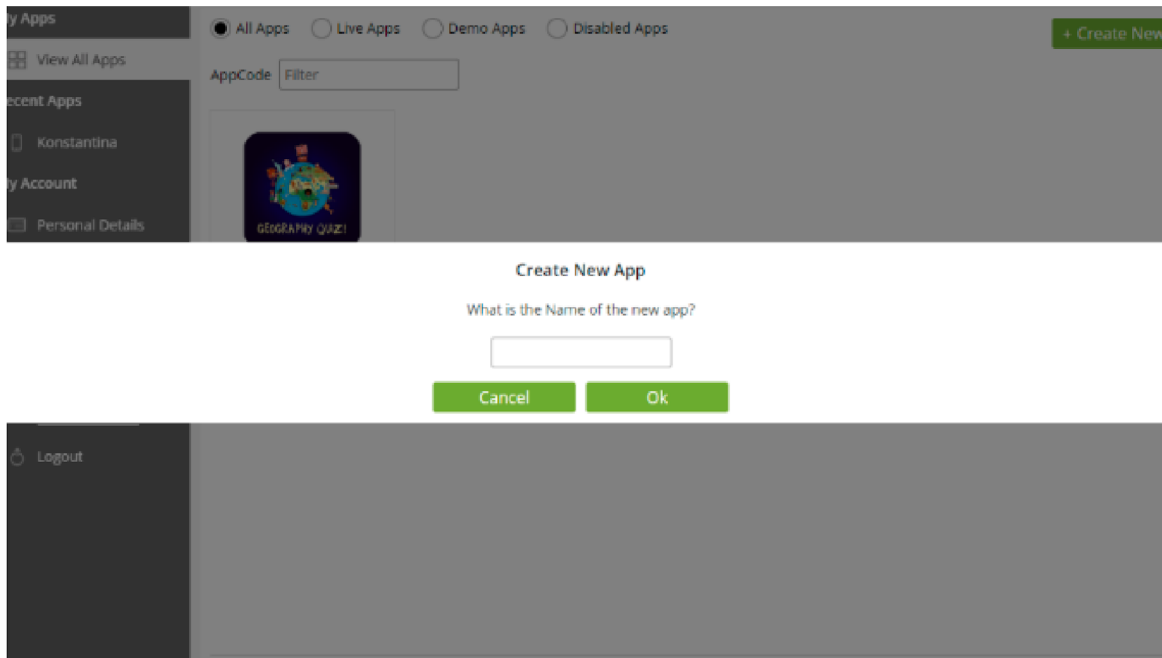 ly Apps
View All Apps
ecent Apps
Konstantina
ly Account
Personal Details
Logout
All Apps Live Apps Demo Apps Disabled Apps
+ Create New
AppCode Filter
GEOGRAPHY QUIZ!
Create New App
What is the Name of the new app?
Cancel Ok